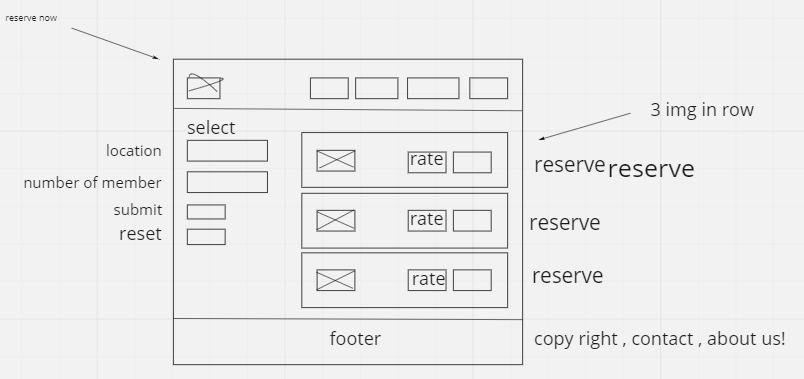 reserve now
3 img in row
select
location
number of member
submit
reset
rate
reserve
reserve
rate
reserve
rate
reserve
footer
copy right , contact , about us!